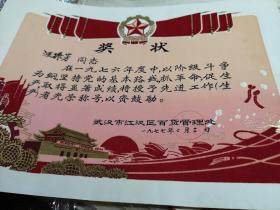 奖状
同志
在一九七六年度中,以阶级斗争
为纲坚持党的基本路线抓革命促生
产取得显著成绩特授予先进工作(生
产)者光荣称号,以资鼓励。
武汉市江汉区百货管理处
一九七七年 月 日